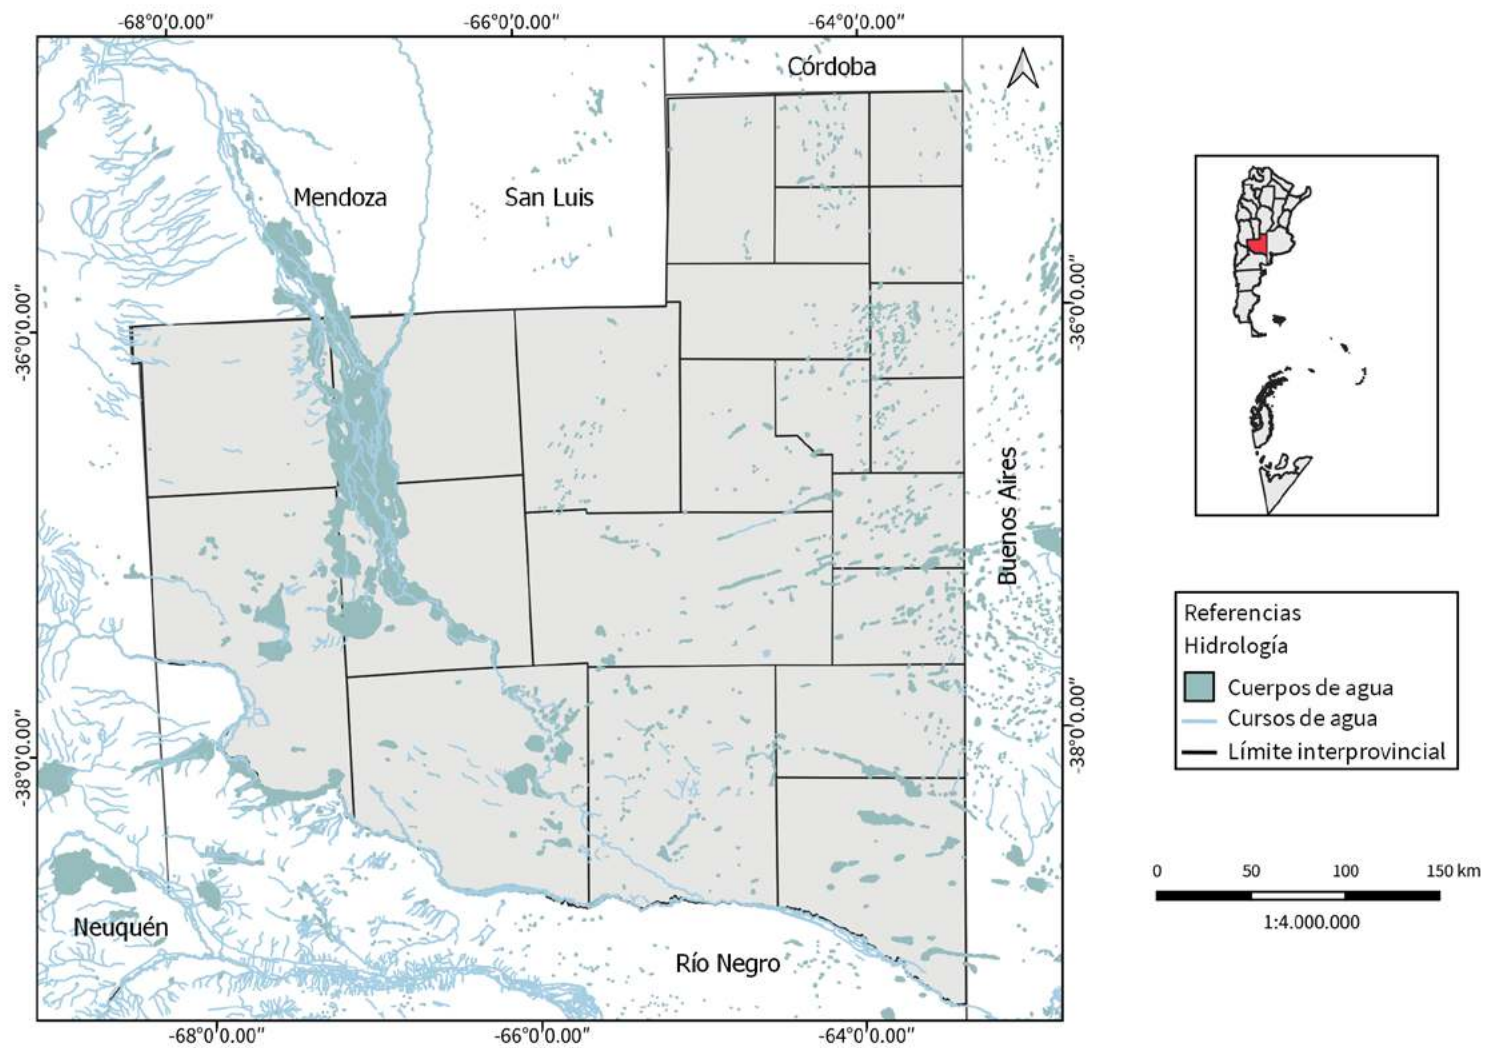 -68°0'0.00" -66°0'0.00" -64°0'0.00"
Córdoba
Mendoza
San Luis
-36°0'0.00"
-36°0'0.00"
Buenos Aires
-38°0'0.00"
-38°0'0.00"
Neuquén
Río Negro
-68°0'0.00" -66°0'0.00" -64°0'0.00"
Referencias
Hidrología
Cuerpos de agua
Cursos de agua
Límite interprovincial
0 50 100 150 km
1:4.000.000